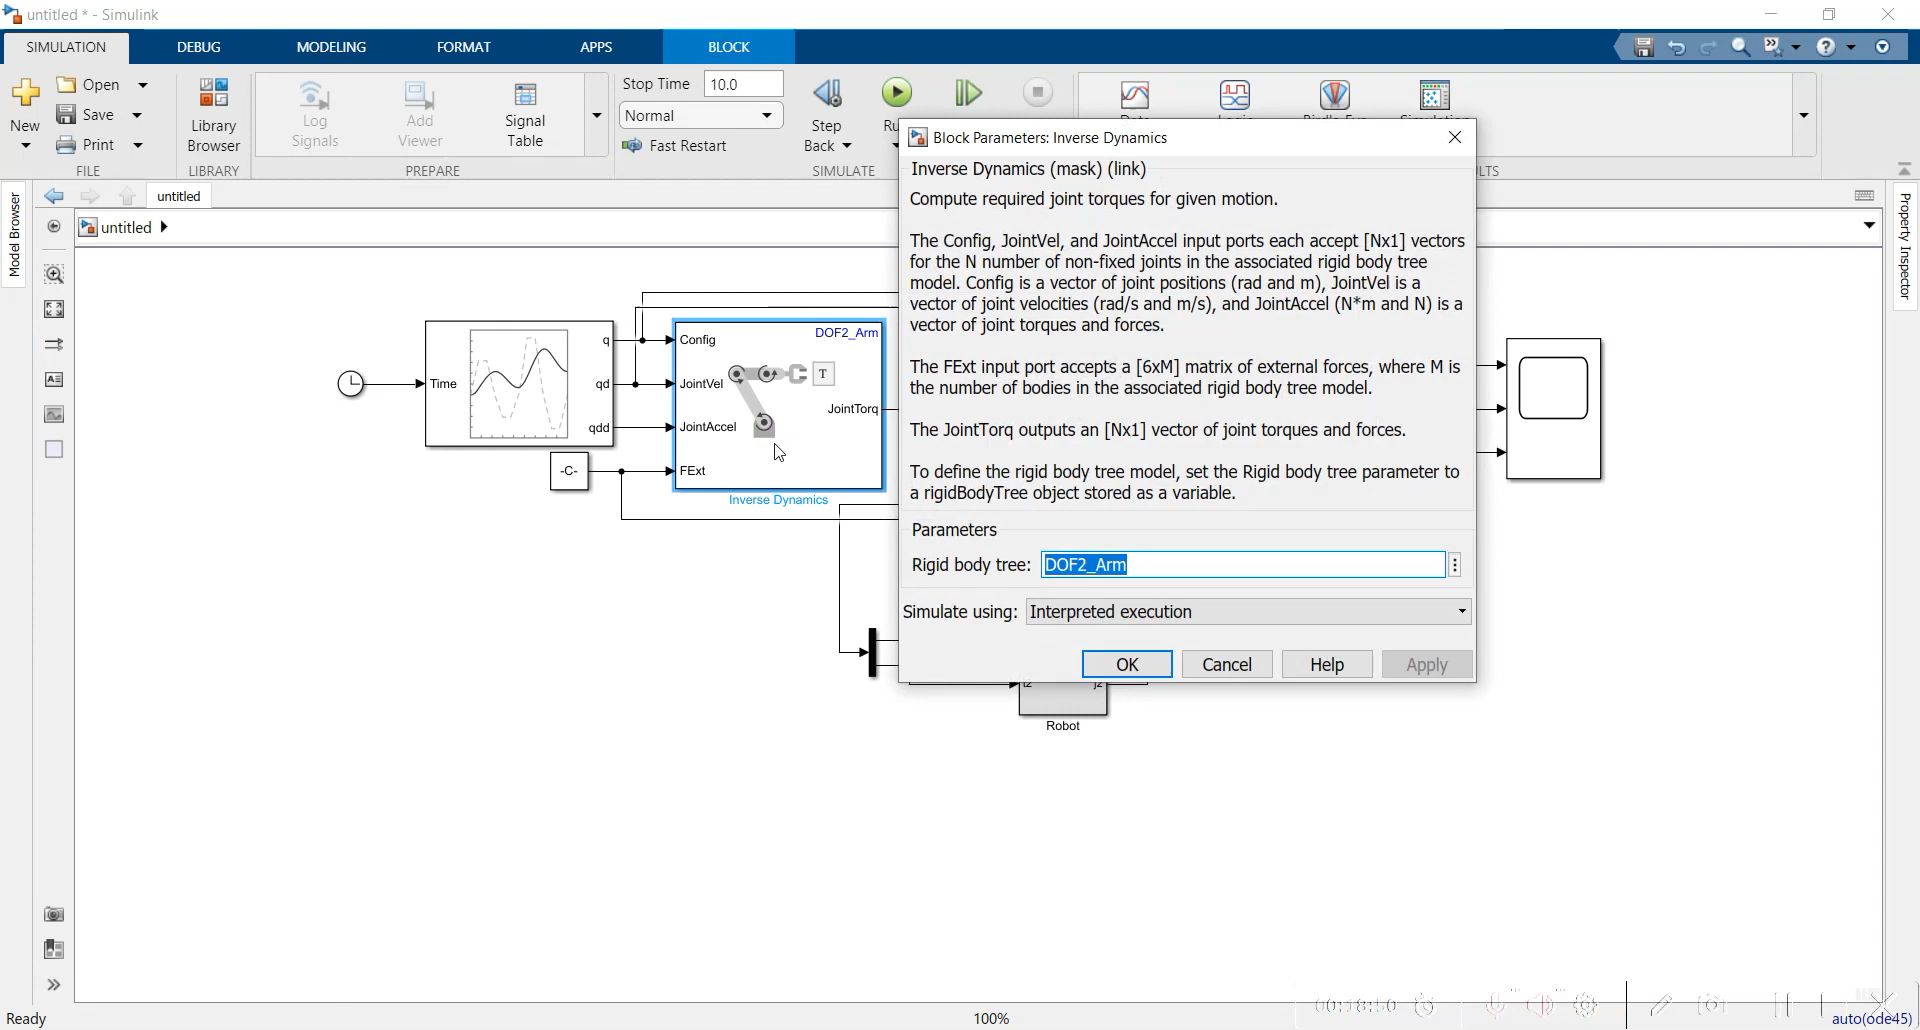 untitled * - Simulink
SIMULATION
DEBUG
MODELING
FORMAT
APPS
BLOCK
New
Open
Save
Print
FILE
Library
Browser
LIBRARY
Log
Signals
Add
Viewer
Signal
Table
PREPARE
Stop Time 10.0
Normal
Fast Restart
Step
Back
SIMULATE
LTS
untitled
untitled
Model Browser
Property Inspector
Block Parameters: Inverse Dynamics
Inverse Dynamics (mask) (link)
Compute required joint torques for given motion.
The Config, JointVel, and JointAccel input ports each accept [Nx1] vectors
for the N number of non-fixed joints in the associated rigid body tree
model. Config is a vector of joint positions (rad and m), JointVel is a
vector of joint velocities (rad/s and m/s), and JointAccel (N*m and N) is a
vector of joint torques and forces.
The FExt input port accepts a [6xM] matrix of external forces, where M is
the number of bodies in the associated rigid body tree model.
The JointTorq outputs an [Nx1] vector of joint torques and forces.
To define the rigid body tree model, set the Rigid body tree parameter to
a rigidBodyTree object stored as a variable.
Parameters
Rigid body tree: DOF2_Arm
Simulate using: Interpreted execution
OK
Cancel
Help
Apply
Time
q
qd
qdd
-C-
DOF2_Arm
Config
JointVel
JointAccel
FExt
T
JointTorq
Inverse Dynamics
Robot
00:18:50
Ready
100%
auto(ode45)